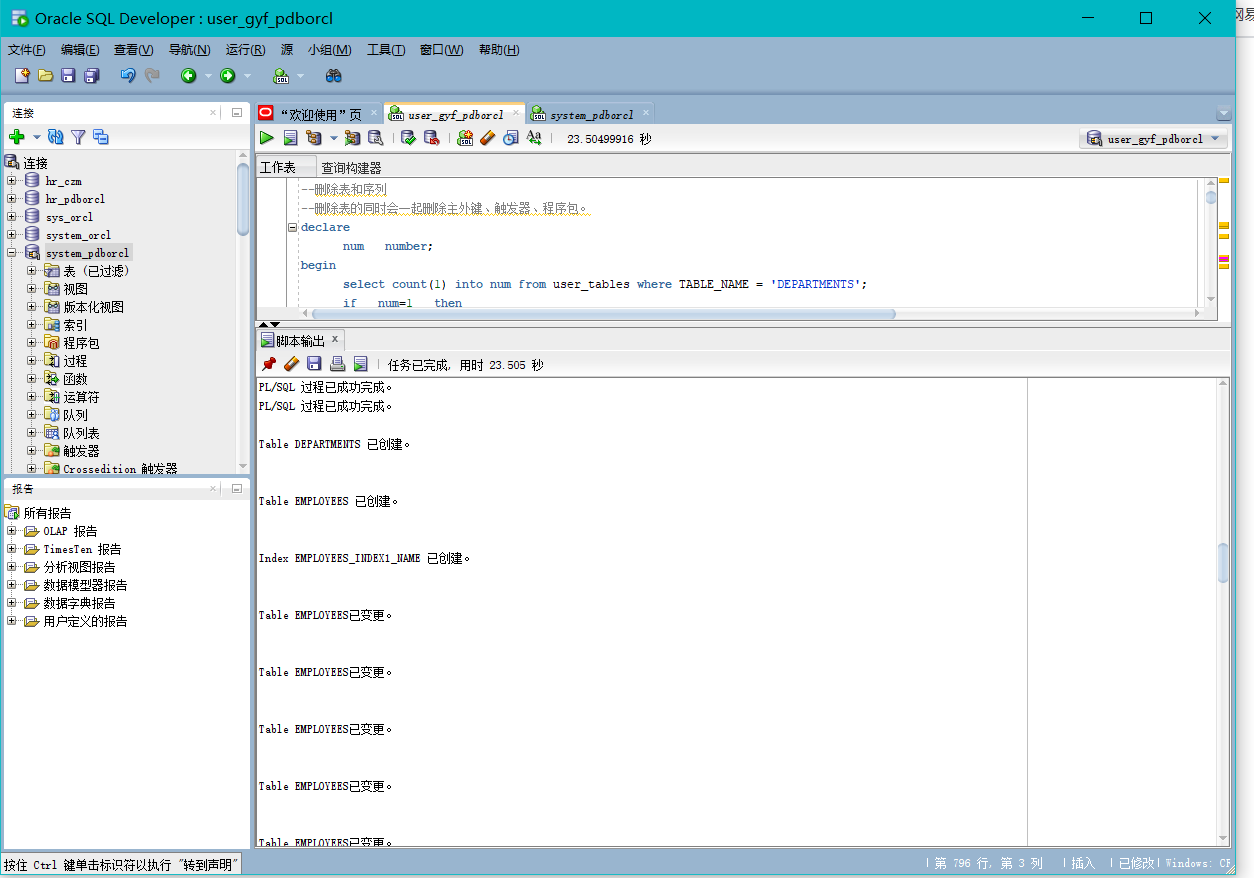 Oracle SQL Developer : user_gyf_pdborcl
网易
文件(F) 编辑(E) 查看(V) 导航(N) 运行(R) 源 小组(M) 工具(T) 窗口(W) 帮助(H)
连接
连接
hr_czm
hr_pdborcl
sys_orcl
system_orcl
system_pdborcl
表 (已过滤)
视图
版本化视图
索引
程序包
过程
函数
运算符
队列
队列表
触发器
Crossedition 触发器
报告
所有报告
OLAP 报告
TimesTen 报告
分析视图报告
数据模型器报告
数据字典报告
用户定义的报告
“欢迎使用”页 user_gyf_pdborcl system_pdborcl
23.50499916 秒 user_gyf_pdborcl
工作表 查询构建器
--删除表和序列
--删除表的同时会一起删除主外键、触发器、程序包。
declare
num number;
begin
select count(1) into num from user_tables where TABLE_NAME = 'DEPARTMENTS';
if num=1 then
脚本输出
任务已完成, 用时 23.505 秒
PL/SQL 过程已成功完成。
PL/SQL 过程已成功完成。
Table DEPARTMENTS 已创建。
Table EMPLOYEES 已创建。
Index EMPLOYEES_INDEX1_NAME 已创建。
Table EMPLOYEES已变更。
Table EMPLOYEES已变更。
Table EMPLOYEES已变更。
Table EMPLOYEES已变更。
Table EMPLOYEES已变更。
按住 Ctrl 键单击标识符以执行 "转到声明" 第 796 行, 第 3 列 插入 已修改 Windows: CR